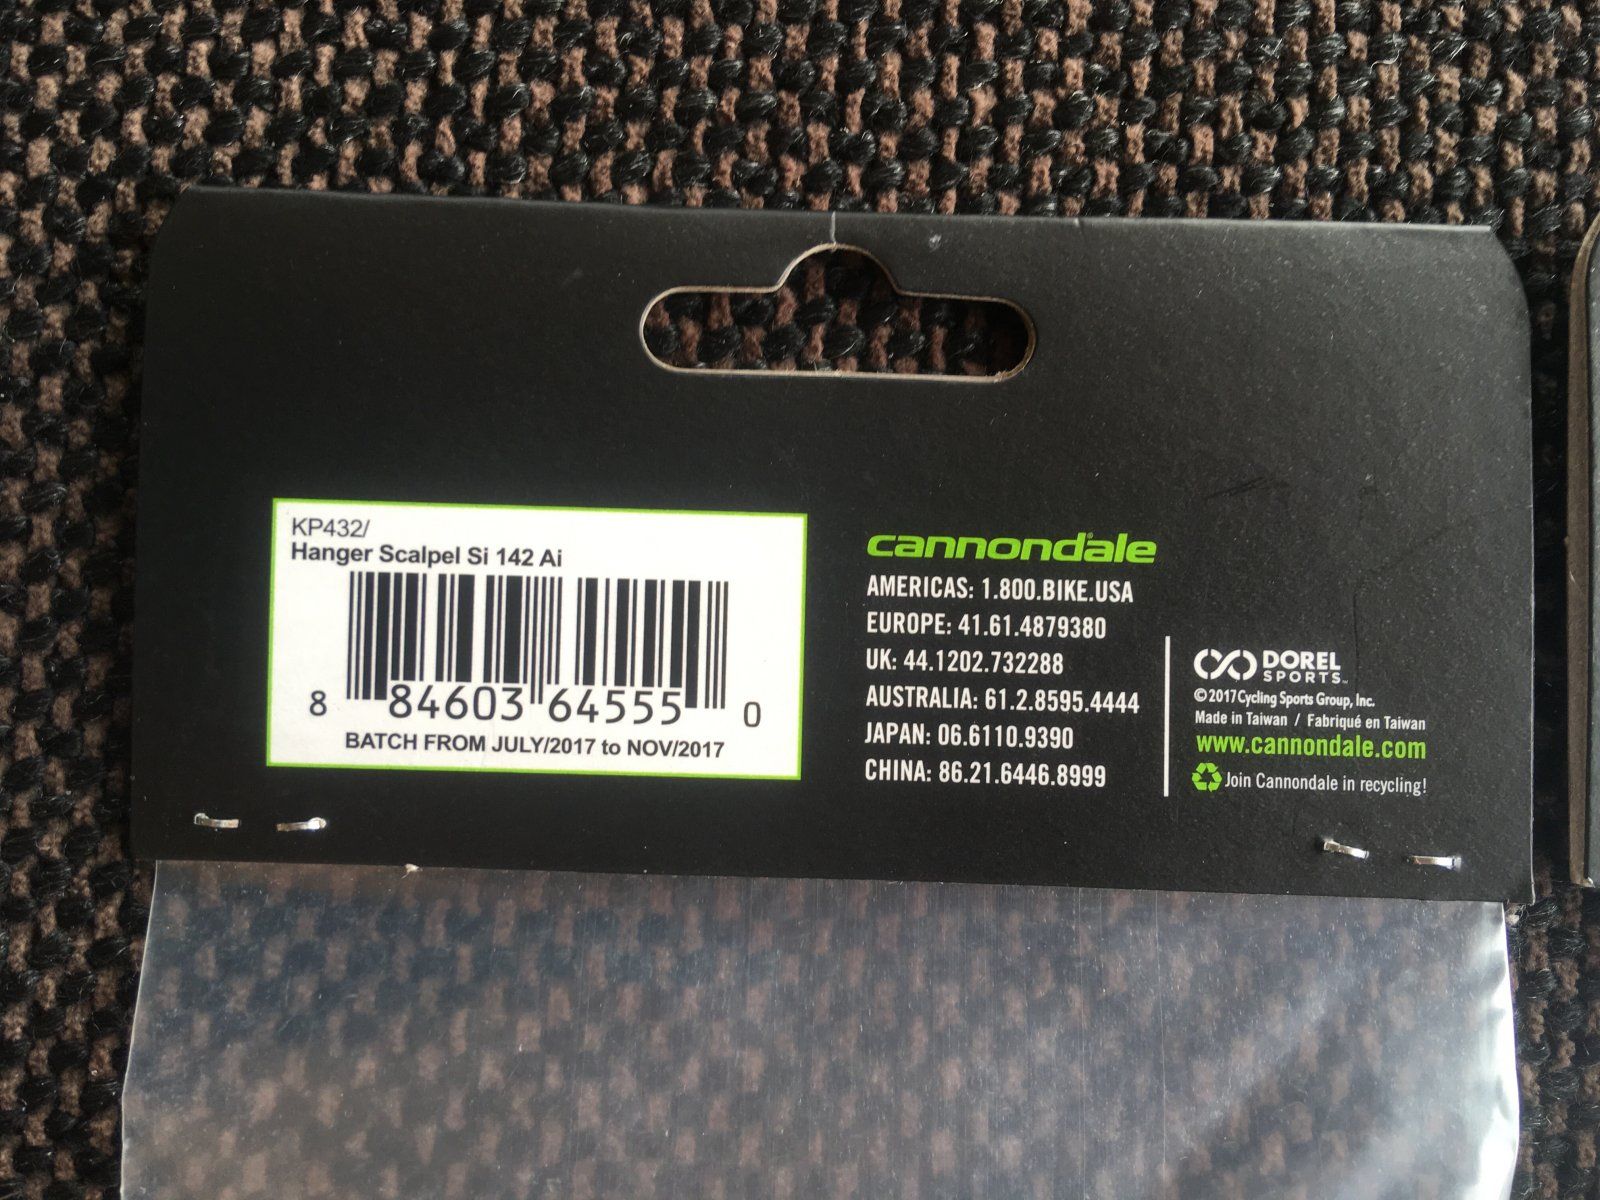 KP432/
Hanger Scalpel Si 142 Ai
8 84603 64555 0
BATCH FROM JULY/2017 to NOV/2017
cannondale
AMERICAS: 1.800.BIKE.USA
EUROPE: 41.61.4879380
UK: 44.1202.732288
AUSTRALIA: 61.2.8595.4444
JAPAN: 06.6110.9390
CHINA: 86.21.6446.8999
DOREL
SPORTS™
©2017 Cycling Sports Group, Inc.
Made in Taiwan / Fabriqué en Taiwan
www.cannondale.com
Join Cannondale in recycling!